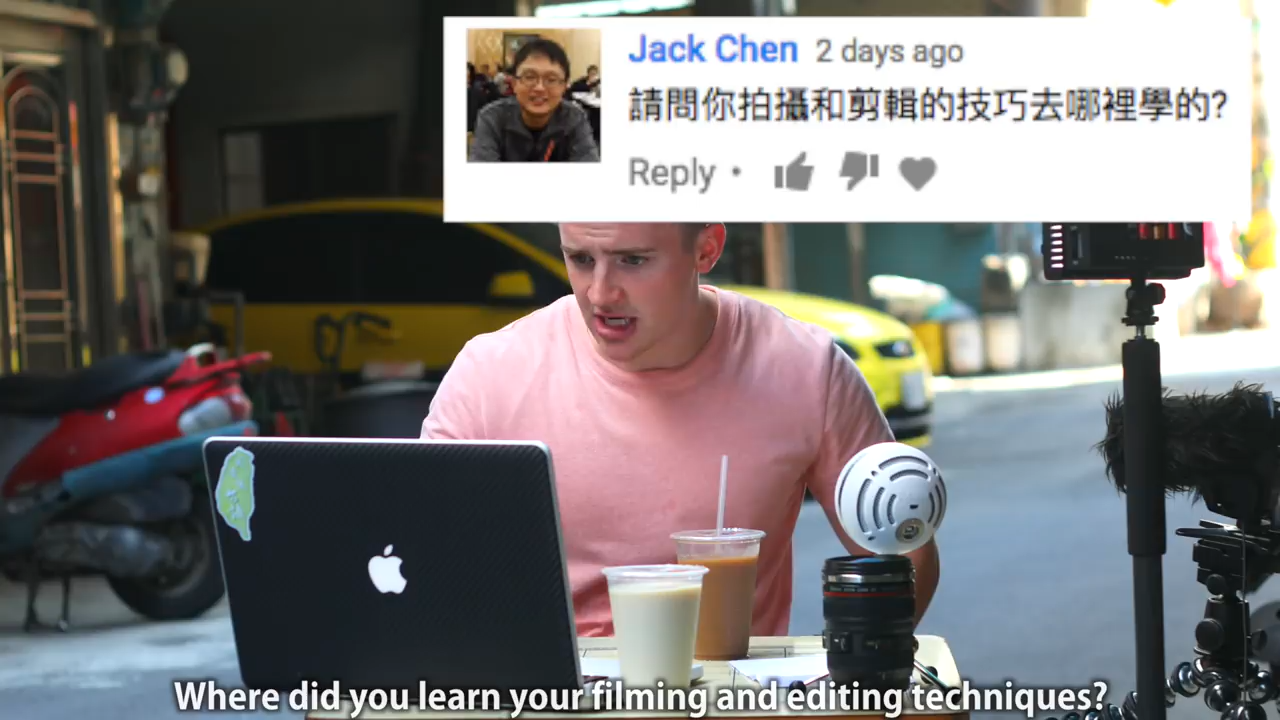 Jack Chen 2 days ago
請問你拍攝和剪輯的技巧去哪裡學的?
Reply •
Where did you learn your filming and editing techniques?